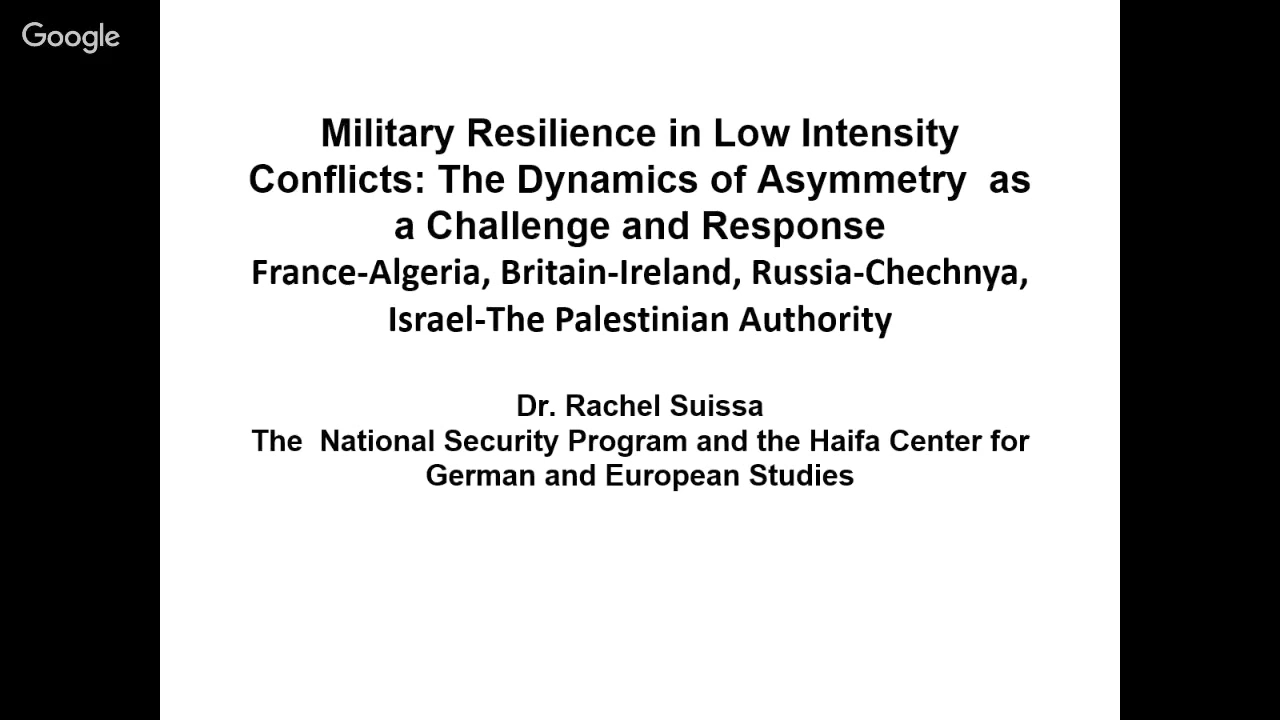 Google
Military Resilience in Low Intensity
Conflicts: The Dynamics of Asymmetry  as
a Challenge and Response
France-Algeria, Britain-Ireland, Russia-Chechnya,
Israel-The Palestinian Authority
Dr. Rachel Suissa
The  National Security Program and the Haifa Center for
German and European Studies